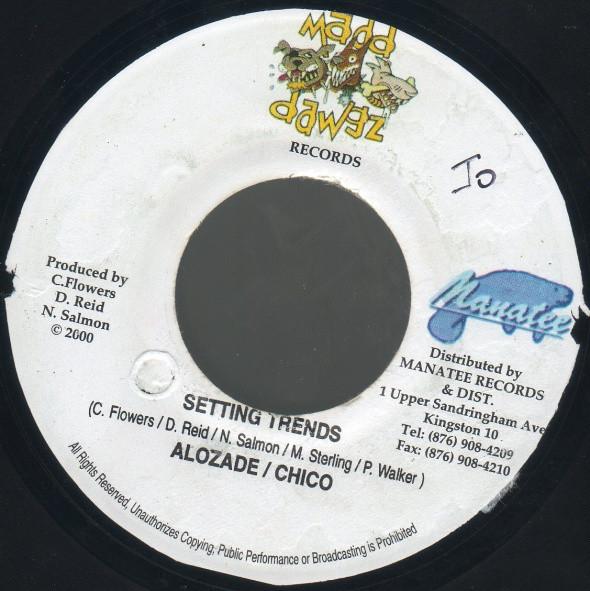 madd
dawgz
RECORDS
Jo
Produced by
C.Flowers
D. Reid
N. Salmon
© 2000
Manatee
Distributed by
MANATEE RECORDS
& DIST.
1 Upper Sandringham Ave
Kingston 10
Tel: (876) 908-4209
Fax: (876) 908-4210
SETTING TRENDS
(C. Flowers / D. Reid / N. Salmon / M. Sterling / P. Walker )
ALOZADE / CHICO
All Rights Reserved, Unauthorizes Copying, Public Performance or Broadcasting is Prohibited